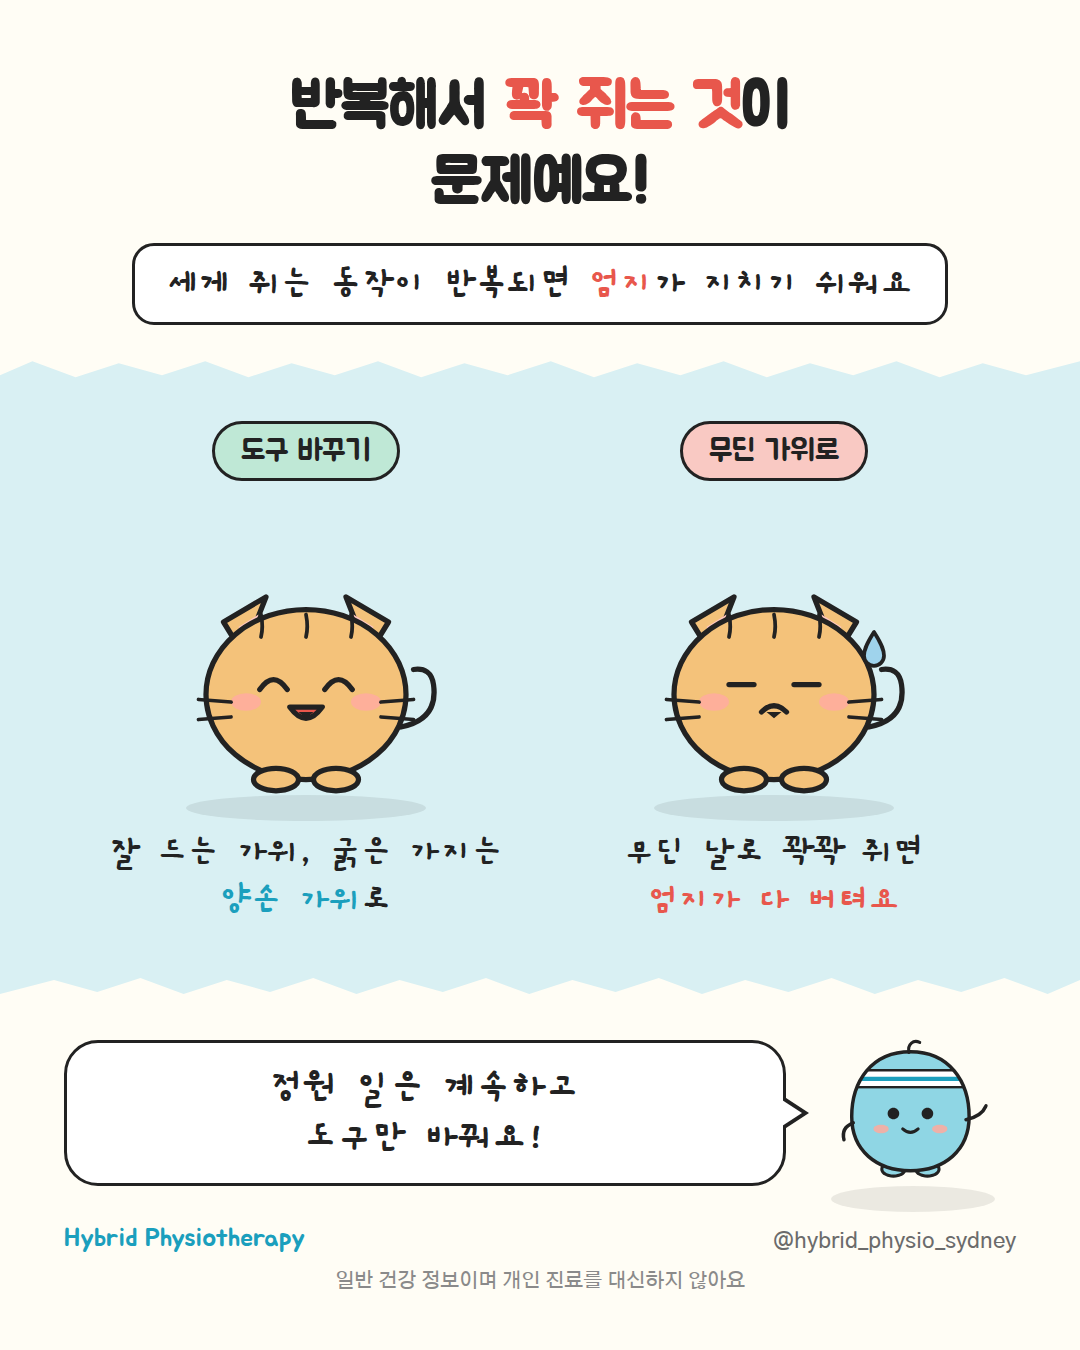 반복해서 꽉 쥐는 것이
문제예요!
세게 쥐는 동작이 반복되면 엄지가 지치기 쉬워요
도구 바꾸기
무딘 가위로
잘 드는 가위, 굵은 가지는
양손 가위로
무딘 날로 꽉꽉 쥐면
엄지가 다 버텨요
정원 일은 계속하고
도구만 바꿔요!
Hybrid Physiotherapy
@hybrid_physio_sydney
일반 건강 정보이며 개인 진료를 대신하지 않아요